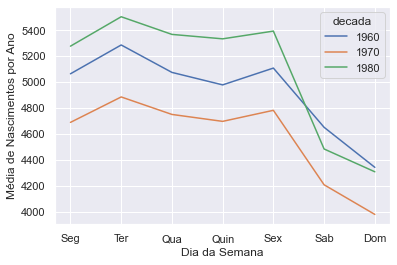 decada
1960
1970
1980
5400
5200
5000
4800
4600
4400
4200
4000
Média de Nascimentos por Ano
Seg Ter Qua Quin Sex Sab Dom
Dia da Semana